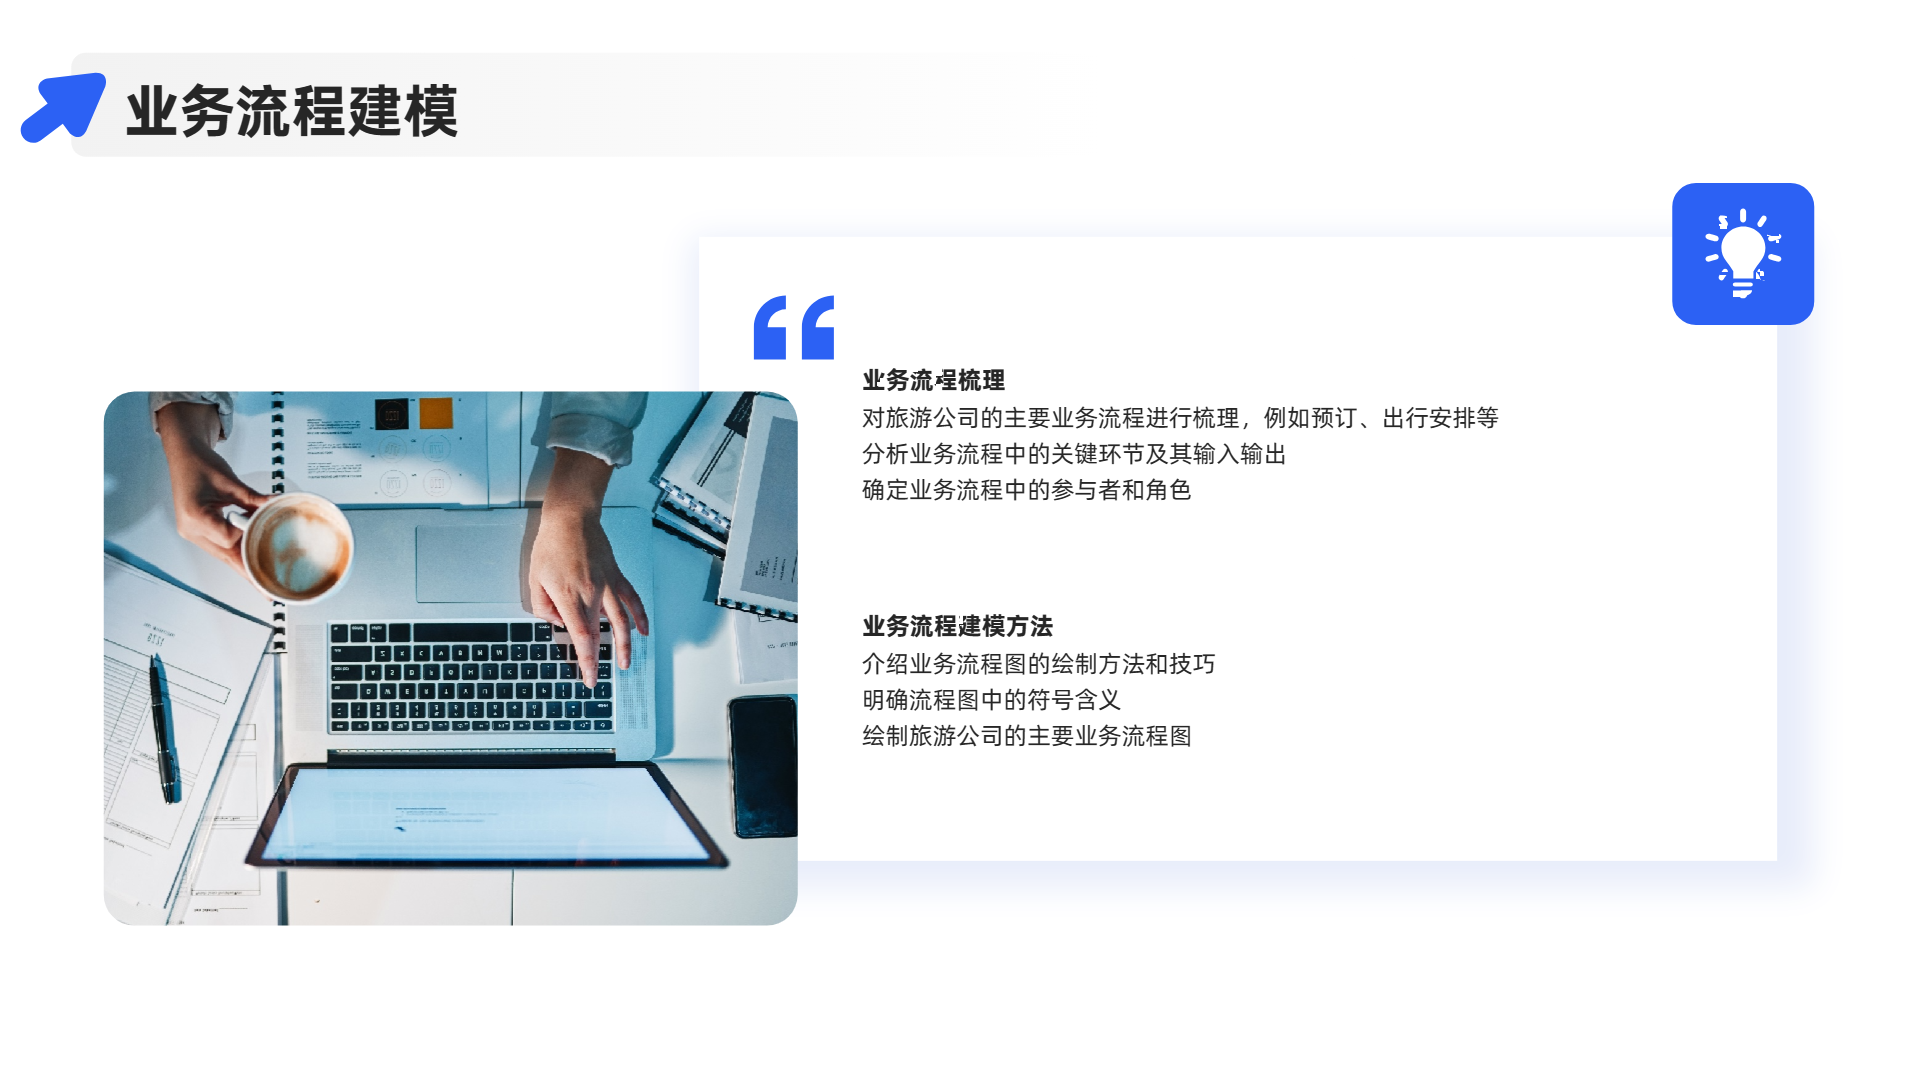 业务流程建模
业务流程梳理
对旅游公司的主要业务流程进行梳理，例如预订、出行安排等
分析业务流程中的关键环节及其输入输出
确定业务流程中的参与者和角色
业务流程建模方法
介绍业务流程图的绘制方法和技巧
明确流程图中的符号含义
绘制旅游公司的主要业务流程图